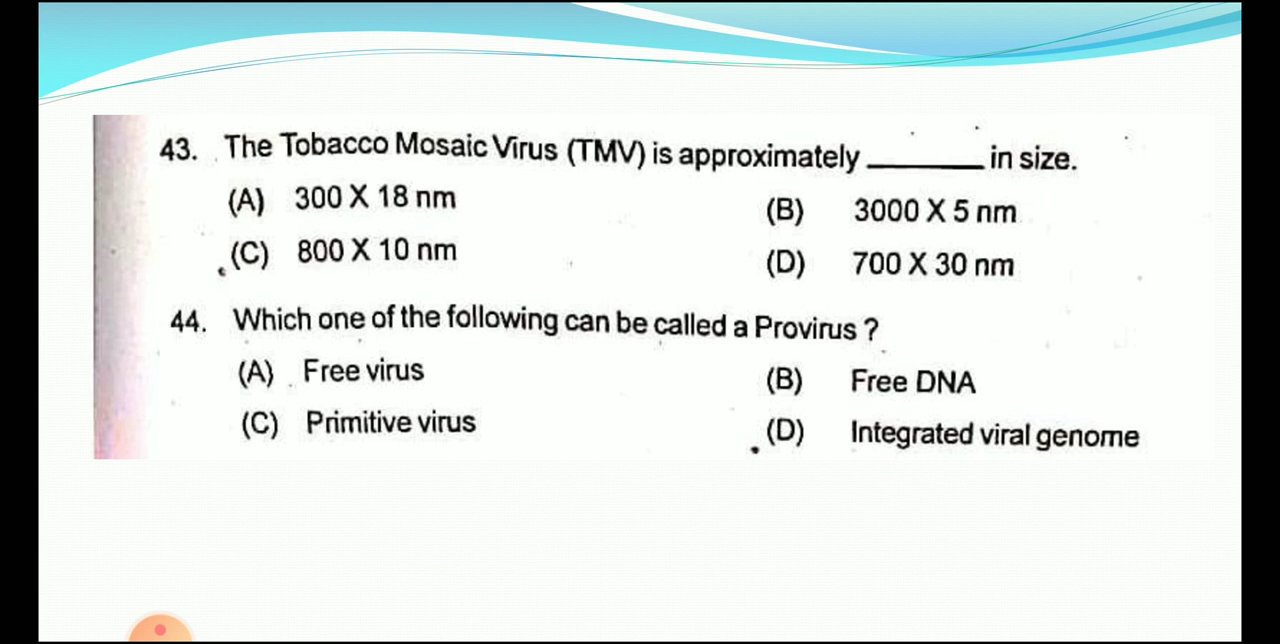 43. The Tobacco Mosaic Virus (TMV) is approximately ________ in size.
(A) 300 X 18 nm (B) 3000 X 5 nm
(C) 800 X 10 nm (D) 700 X 30 nm
44. Which one of the following can be called a Provirus ?
(A) Free virus (B) Free DNA
(C) Primitive virus (D) Integrated viral genome